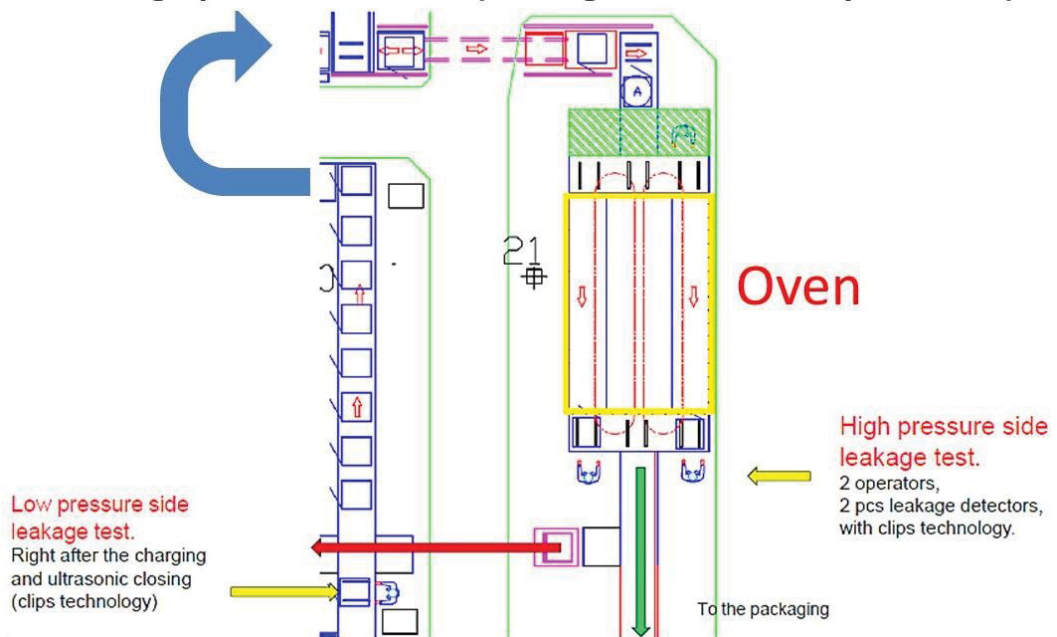 A
21
Oven
High pressure side
leakage test.
2 operators,
2 pcs leakage detectors,
with clips technology.
Low pressure side
leakage test.
Right after the charging
and ultrasonic closing
(clips technology)
To the packaging